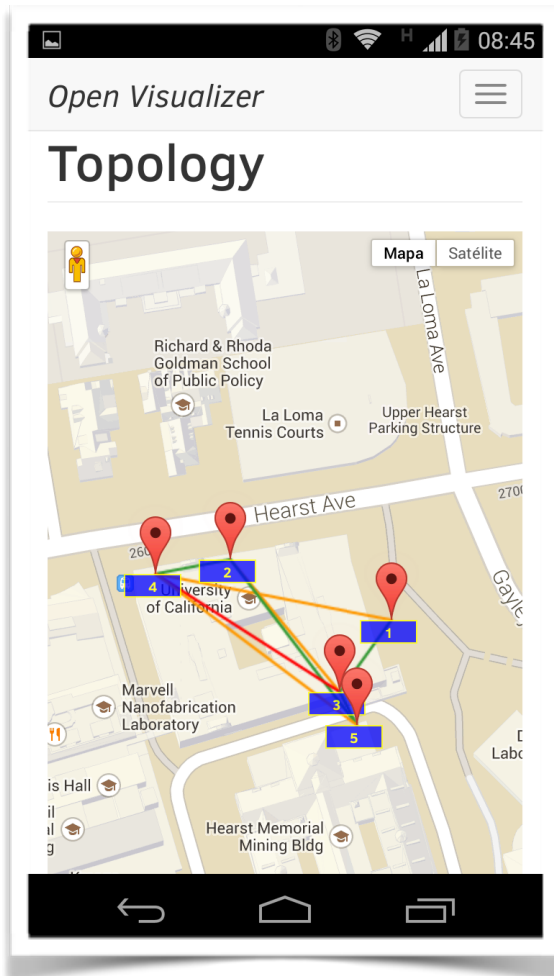 H
08:45
Open Visualizer
Topology
Mapa
Satélite
La Loma Ave
Richard & Rhoda
Goldman School
of Public Policy
La Loma
Tennis Courts
Upper Hearst
Parking Structure
Hearst Ave
2
4
University
of California
1
3
5
Marvell
Nanofabrication
Laboratory
is Hall
Hearst Memorial
Mining Bldg